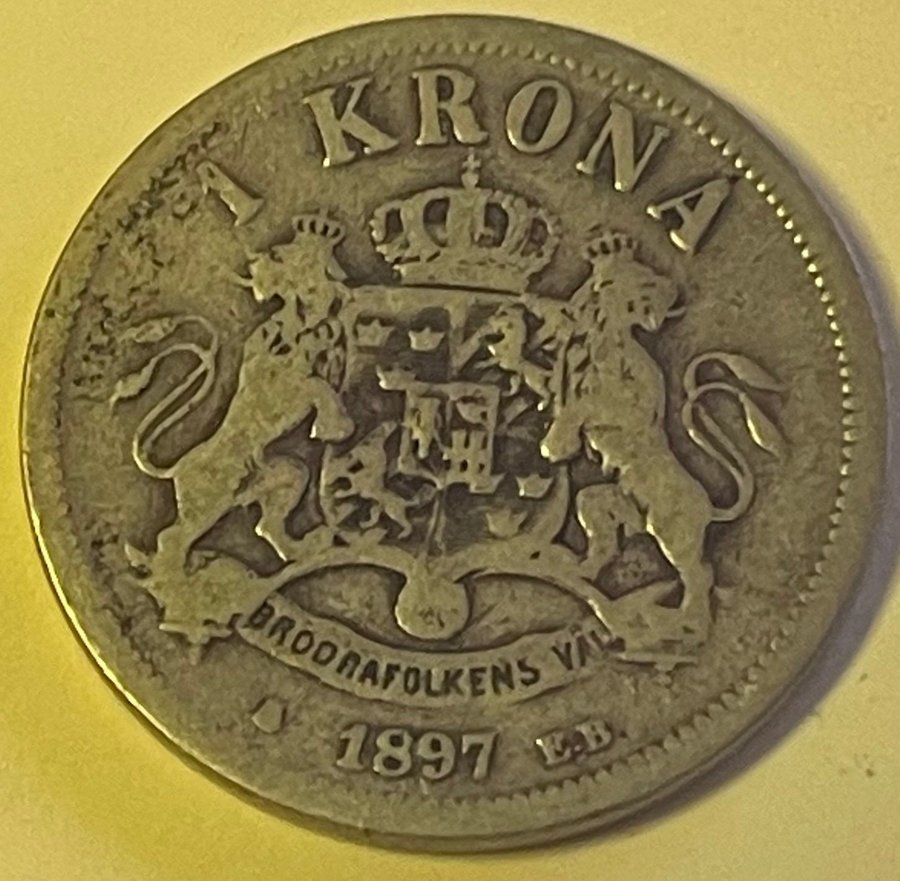 1 KRONA
BRÖDRAFOLKENS VÄL
1897 E.B.